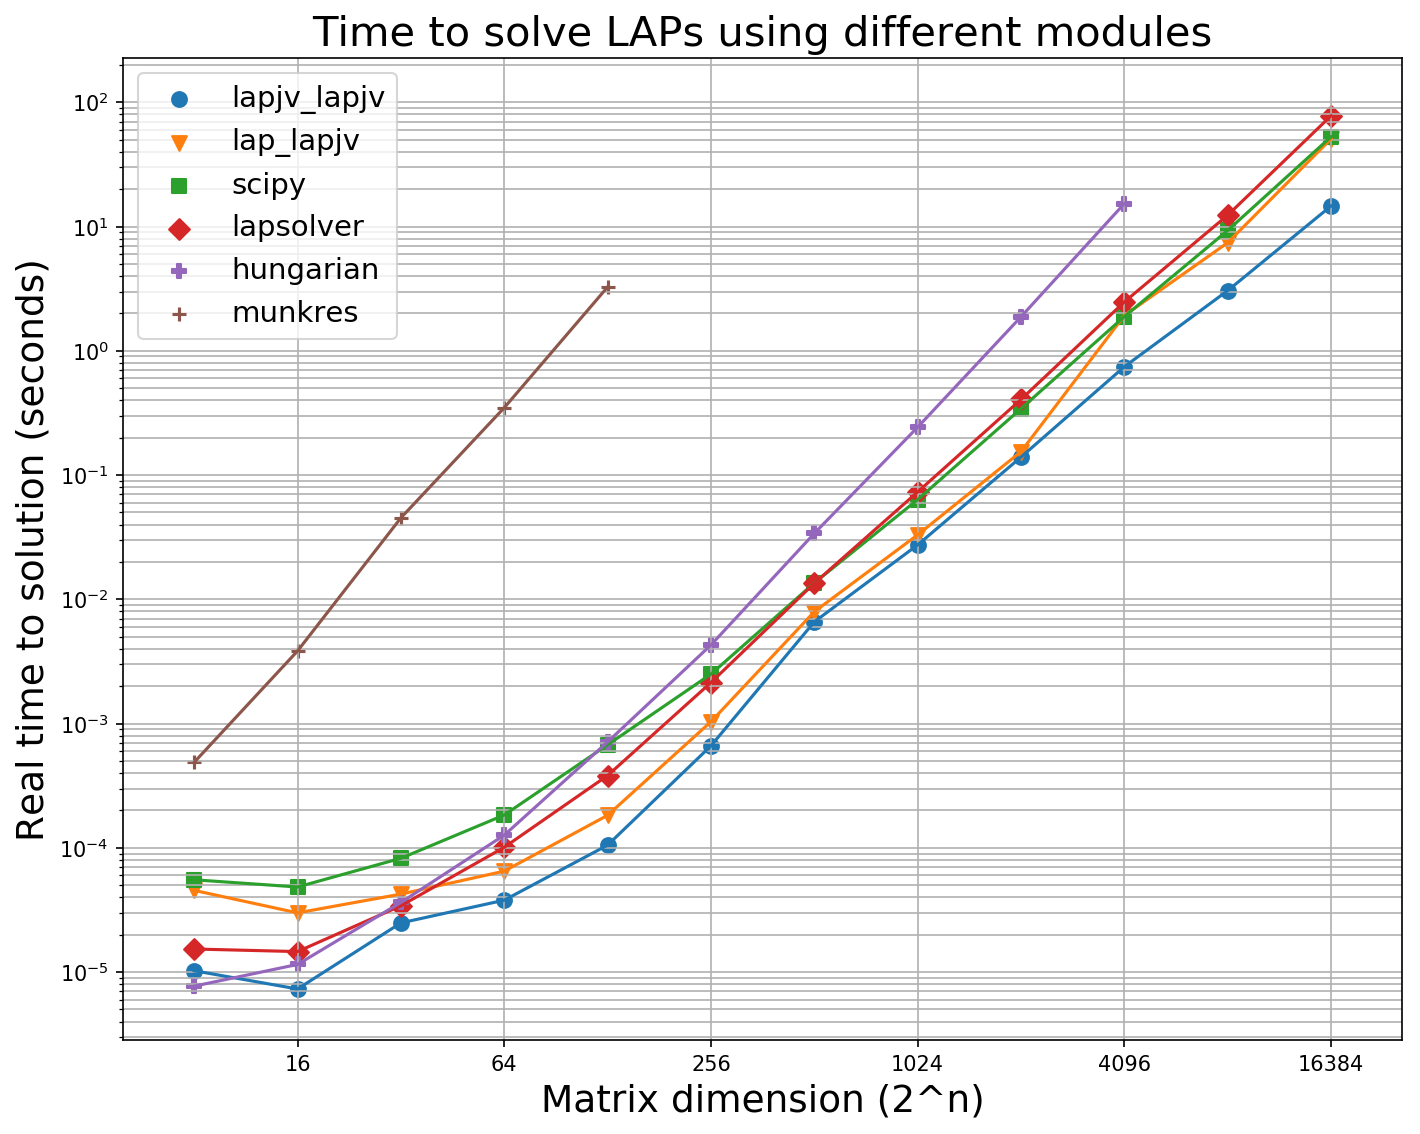 Time to solve LAPs using different modules
lapjv_lapjv
lap_lapjv
scipy
lapsolver
hungarian
munkres
Real time to solution (seconds)
10²
10¹
10⁰
10⁻¹
10⁻²
10⁻³
10⁻⁴
10⁻⁵
16 64 256 1024 4096 16384
Matrix dimension (2^n)